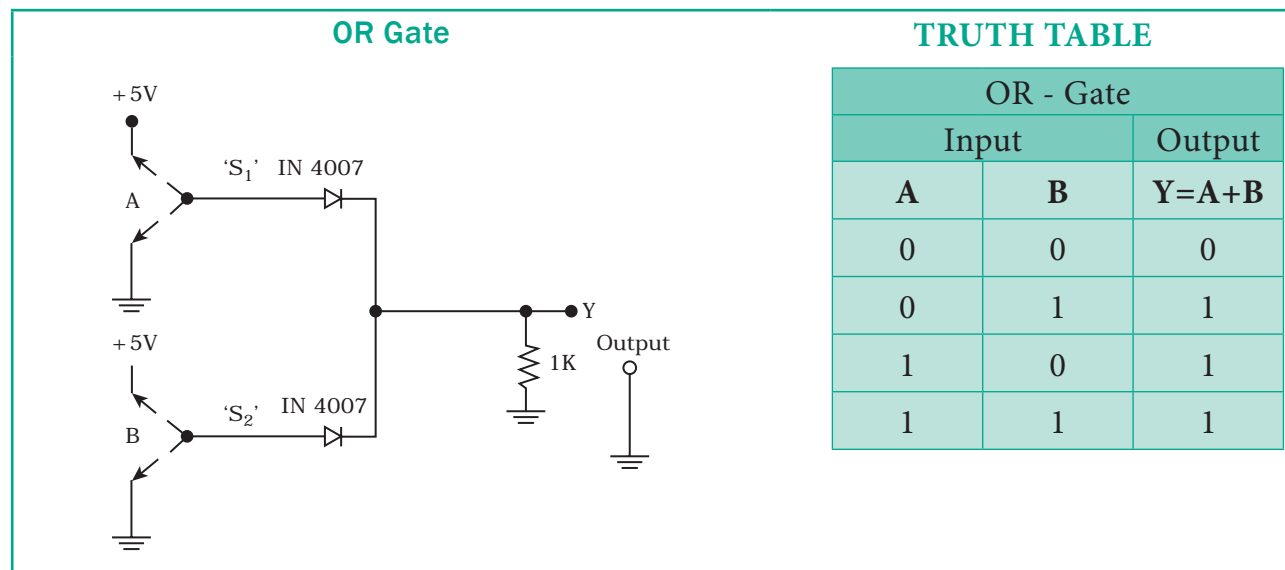 OR Gate
+5V
A
‘S1’ IN 4007
+5V
B
‘S2’ IN 4007
Y
1K
Output
TRUTH TABLE
OR - Gate
Input Output
A B Y=A+B
0 0 0
0 1 1
1 0 1
1 1 1